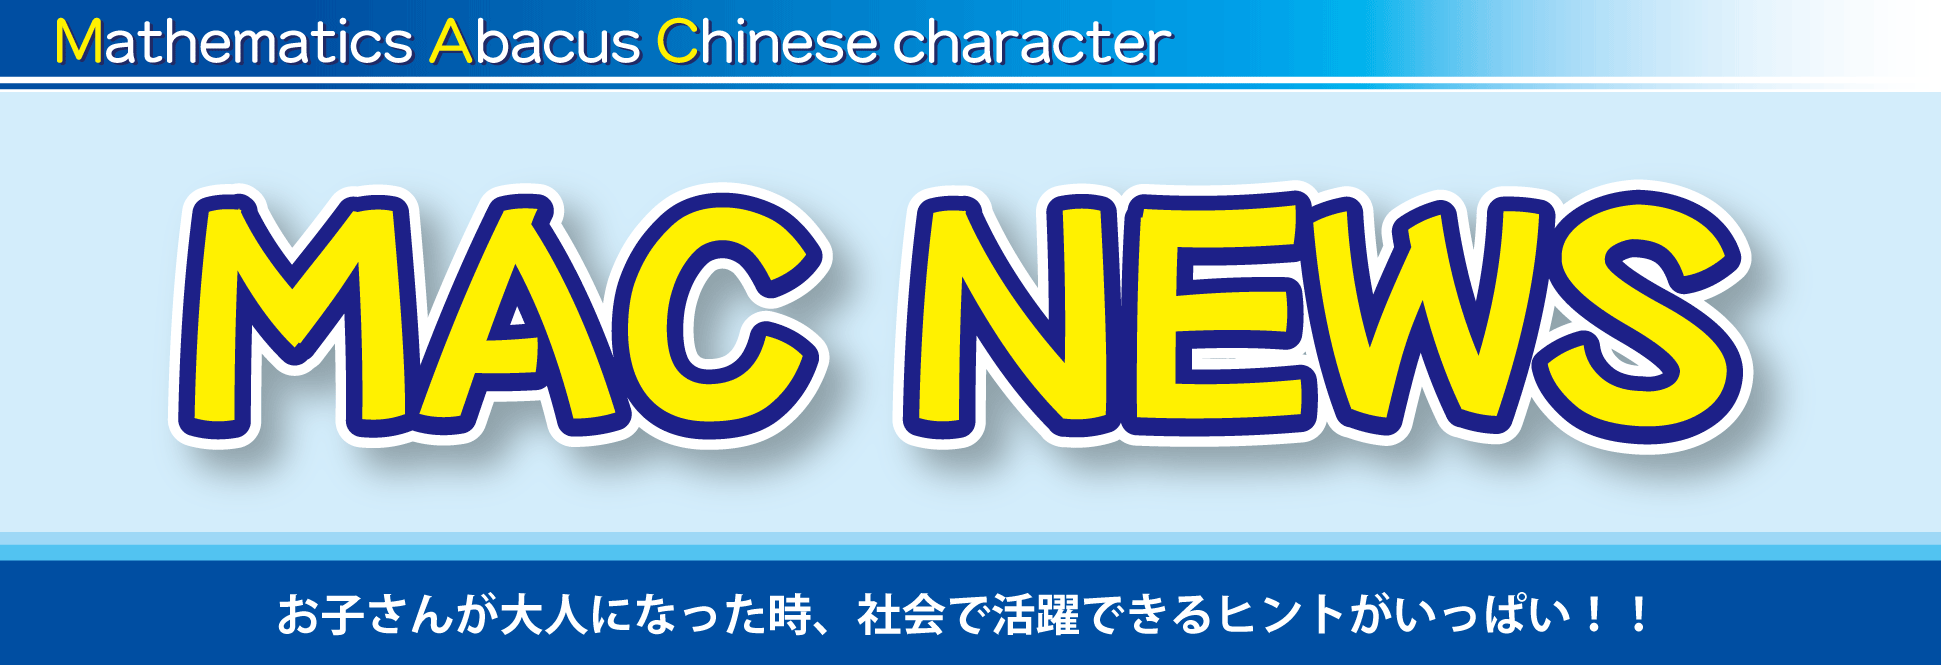 Mathematics Abacus Chinese character
MAC NEWS
お子さんが大人になった時、社会で活躍できるヒントがいっぱい！！